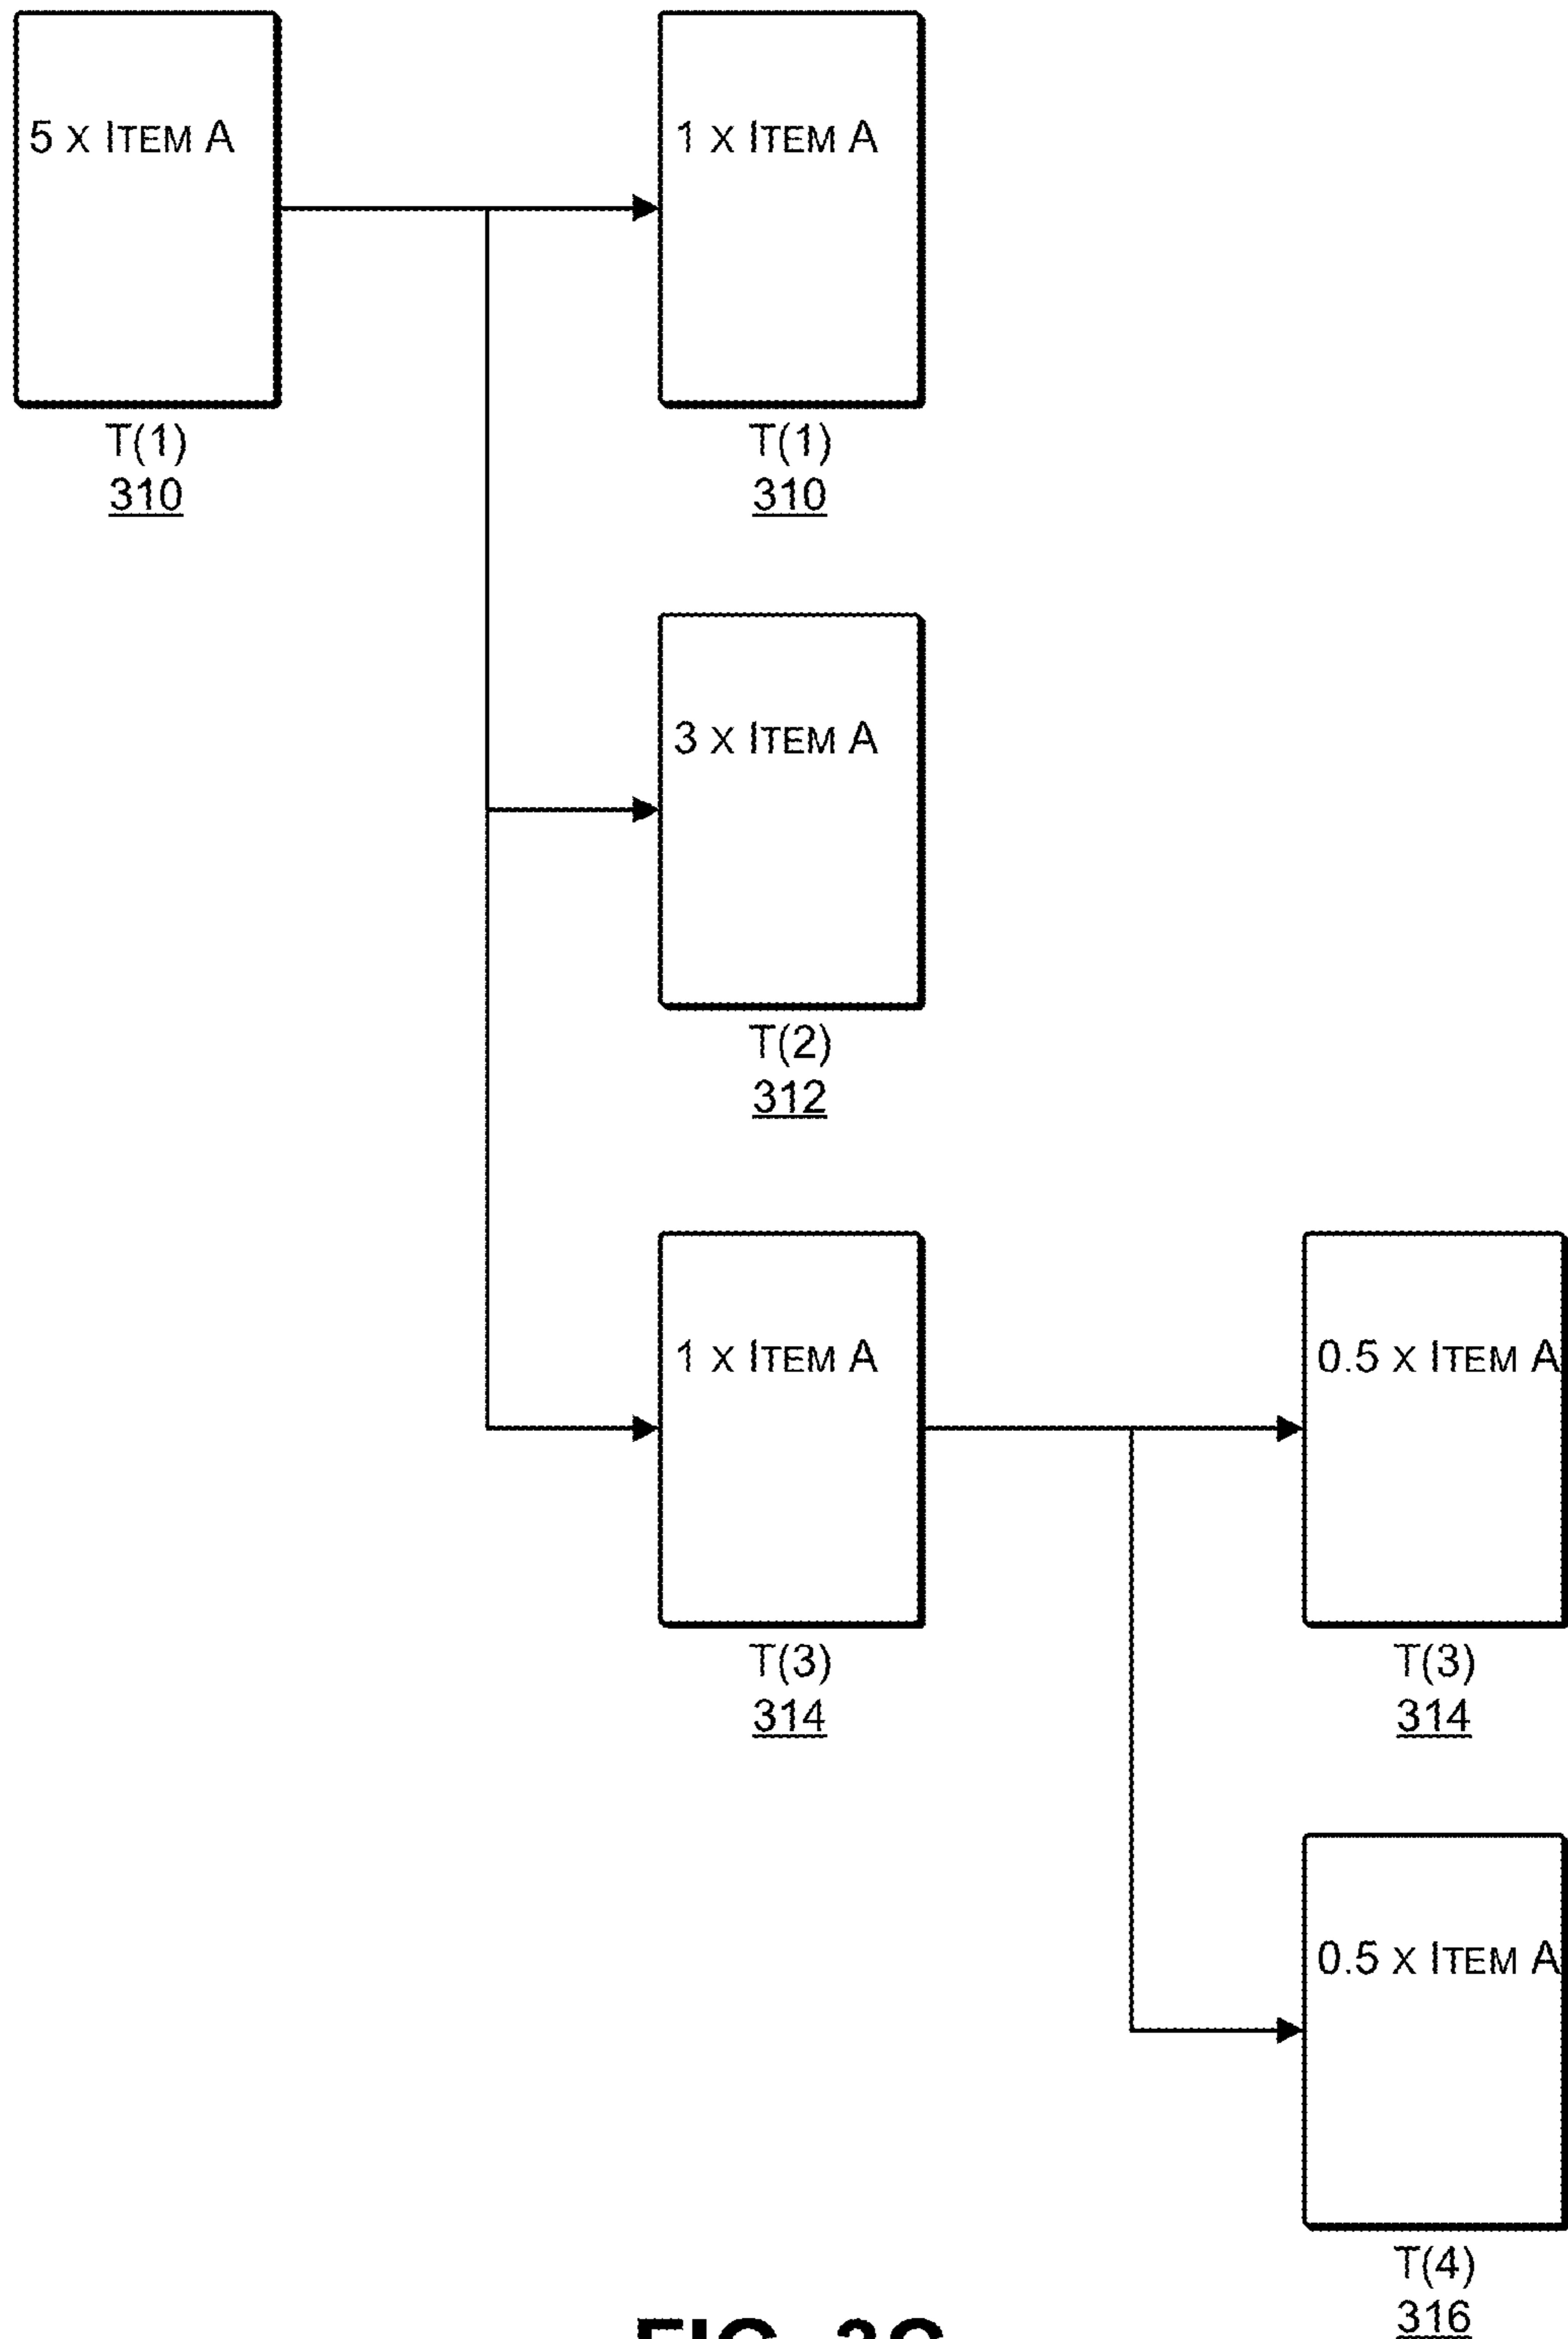 5 X ITEM A
T(1)
310
1 X ITEM A
T(1)
310
3 X ITEM A
T(2)
312
1 X ITEM A
T(3)
314
0.5 X ITEM A
T(3)
314
0.5 X ITEM A
T(4)
316